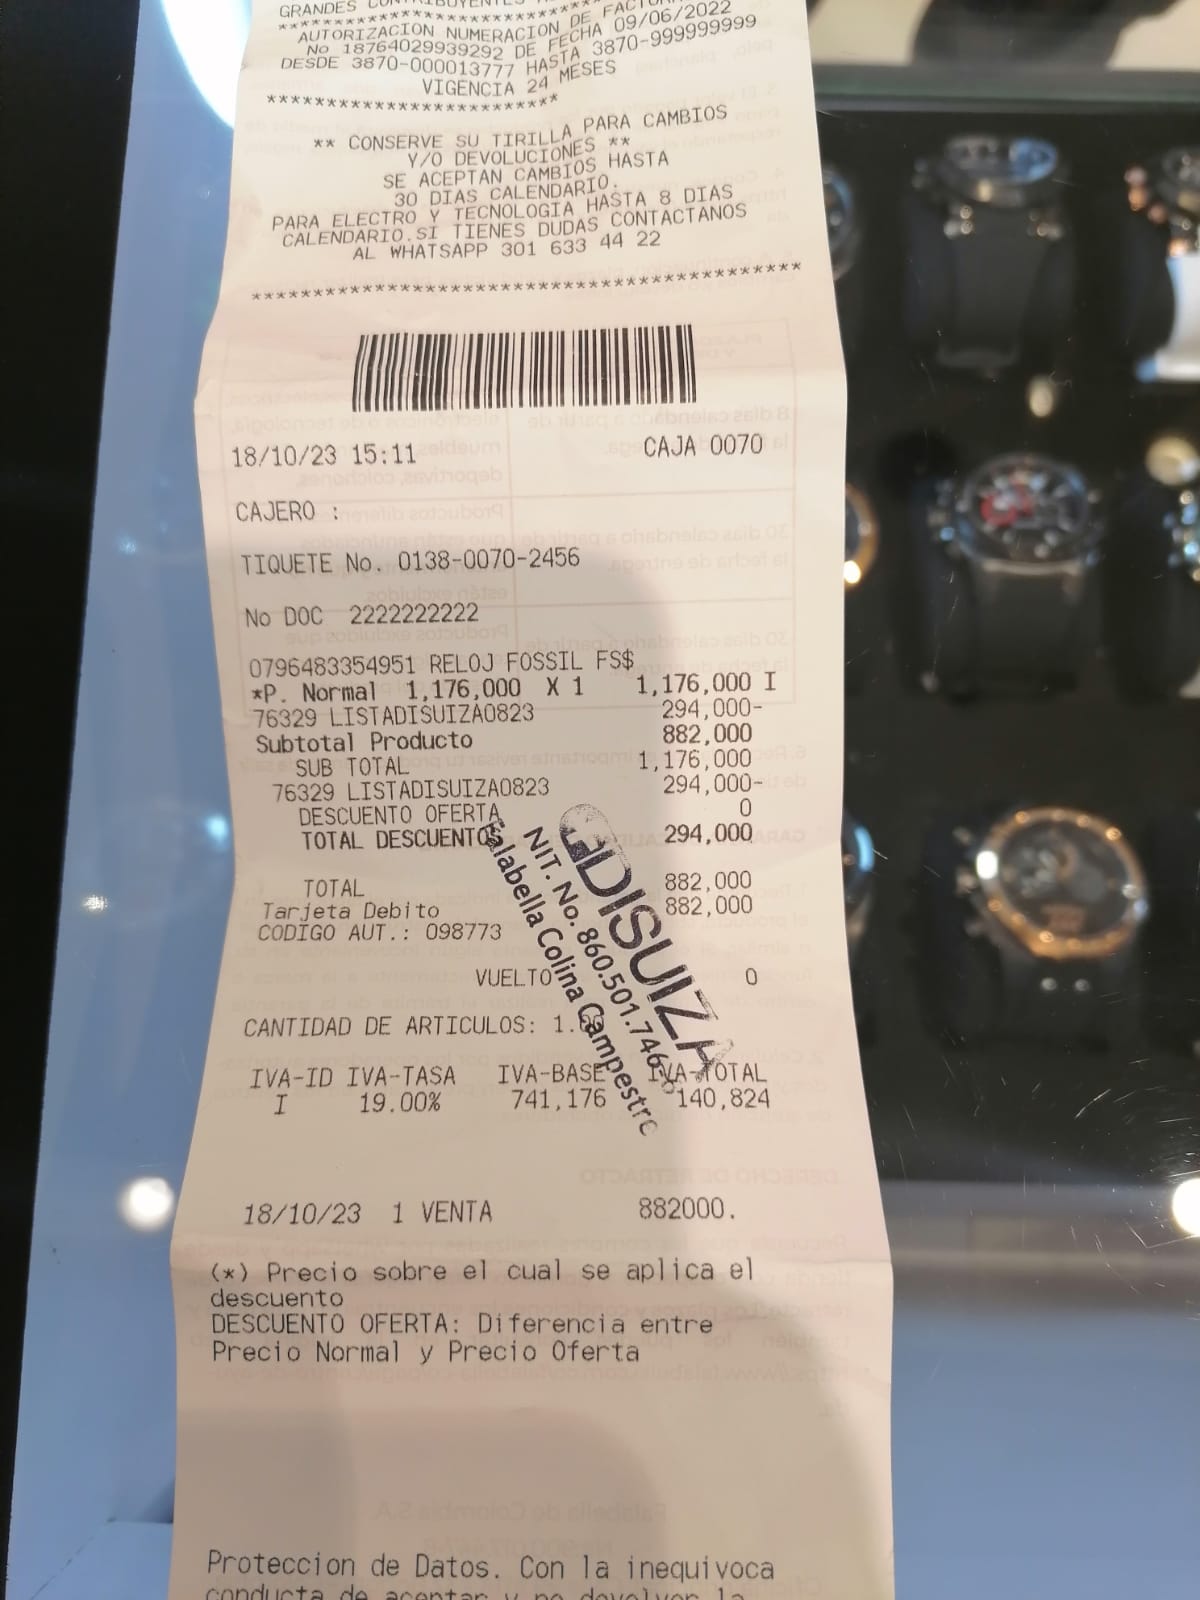 GRANDES CONTRIBUYENTES
****************************
AUTORIZACION NUMERACION DE
No 18764029939292 DE FECHA 09/06/2022
DESDE 3870-000013777 HASTA 3870-999999999
VIGENCIA 24 MESES
*************************
** CONSERVE SU TIRILLA PARA CAMBIOS
Y/O DEVOLUCIONES **
SE ACEPTAN CAMBIOS HASTA
30 DIAS CALENDARIO.
PARA ELECTRO Y TECNOLOGIA HASTA 8 DIAS
CALENDARIO.SI TIENES DUDAS CONTACTANOS
AL WHATSAPP 301 633 44 22
********************************************
18/10/23 15:11 CAJA 0070
CAJERO :
TIQUETE No. 0138-0070-2456
No DOC 2222222222
0796483354951 RELOJ FOSSIL FS$
*P. Normal 1,176,000 X 1 1,176,000 I
76329 LISTADISUIZA0823 294,000-
Subtotal Producto 882,000
SUB TOTAL 1,176,000
76329 LISTADISUIZA0823 294,000-
DESCUENTO OFERTA 0
TOTAL DESCUENTOS 294,000
TOTAL 882,000
Tarjeta Debito 882,000
CODIGO AUT.: 098773
VUELTO 0
CANTIDAD DE ARTICULOS:
IVA-ID IVA-TASA IVA-BASE IVA-TOTAL
I 19.00% 741,176 140,824
DISUIZA
NIT. No. 860.501.746-
Falabella Colina Campestre
18/10/23 1 VENTA 882000.
(*) Precio sobre el cual se aplica el
descuento
DESCUENTO OFERTA: Diferencia entre
Precio Normal y Precio Oferta
Proteccion de Datos. Con la inequivoca
conducta de aceptar y no devolver la